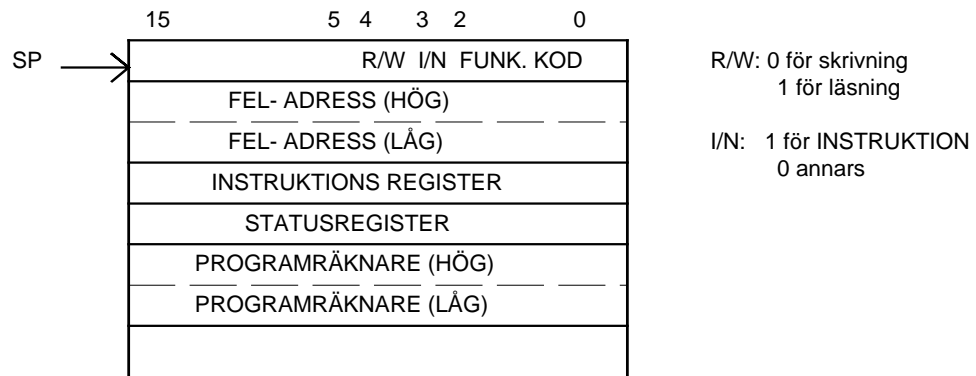 15 5 4 3 2 0
SP R/W I/N FUNK. KOD
FEL- ADRESS (HÖG)
FEL- ADRESS (LÅG)
INSTRUKTIONS REGISTER
STATUSREGISTER
PROGRAMRÄKNARE (HÖG)
PROGRAMRÄKNARE (LÅG)
R/W: 0 för skrivning
1 för läsning
I/N: 1 för INSTRUKTION
0 annars